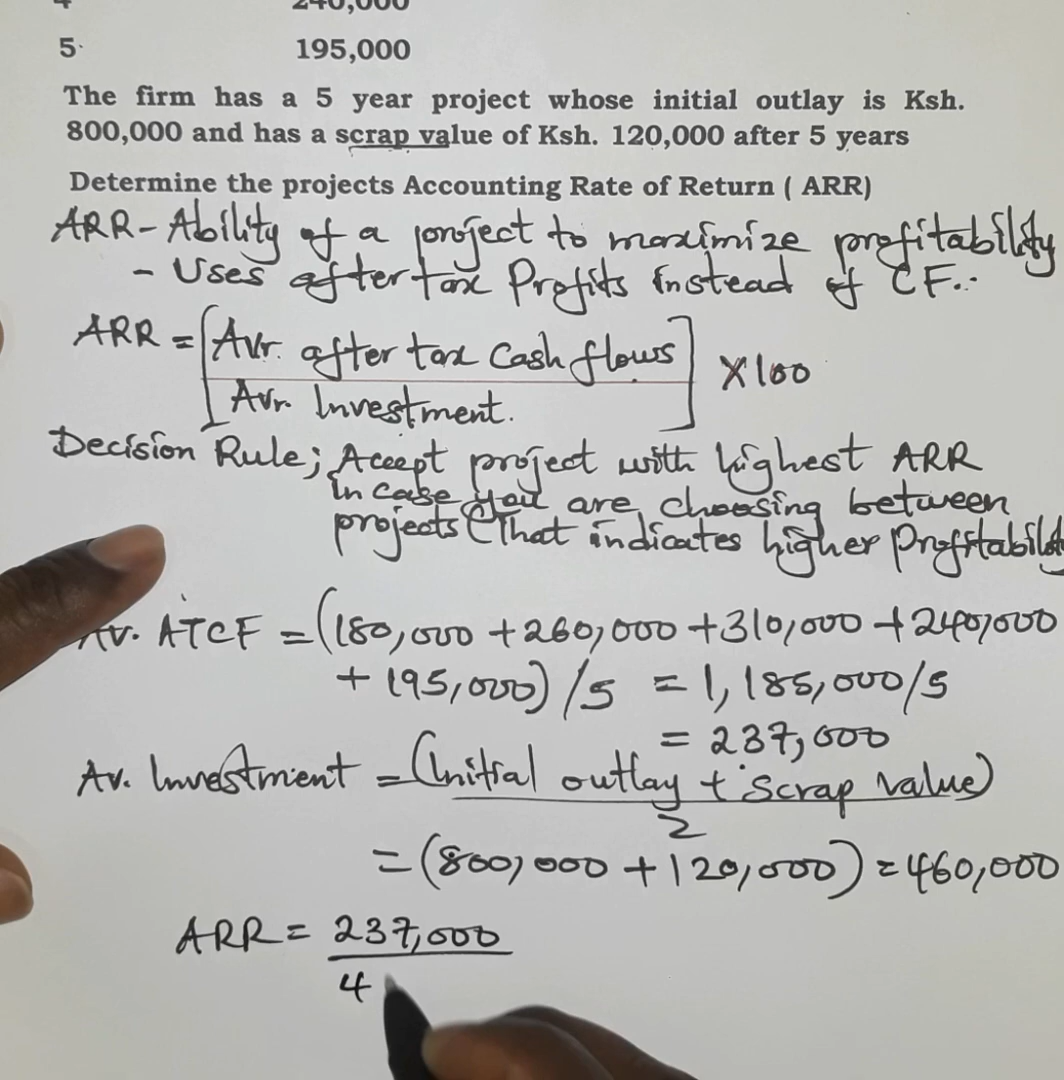 240,000
5. 195,000
The firm has a 5 year project whose initial outlay is Ksh.
800,000 and has a scrap value of Ksh. 120,000 after 5 years
Determine the projects Accounting Rate of Return ( ARR)
ARR - Ability of a project to maximize profitability
- Uses after tax Profits instead of CF..
ARR = [Avr. after tax Cash flows
Avr. Investment.] X 100
Decision Rule; Accept project with highest ARR
in case you are choosing between
projects (That indicates higher Profitabil
Av. ATCF = (180,000 + 260,000 + 310,000 + 240,000
+ 195,000) /5 = 1,185,000/5
= 237,000
Av. Investment = (Initial outlay + Scrap Value)
2
= (800,000 + 120,000) = 460,000
ARR = 237,000
4